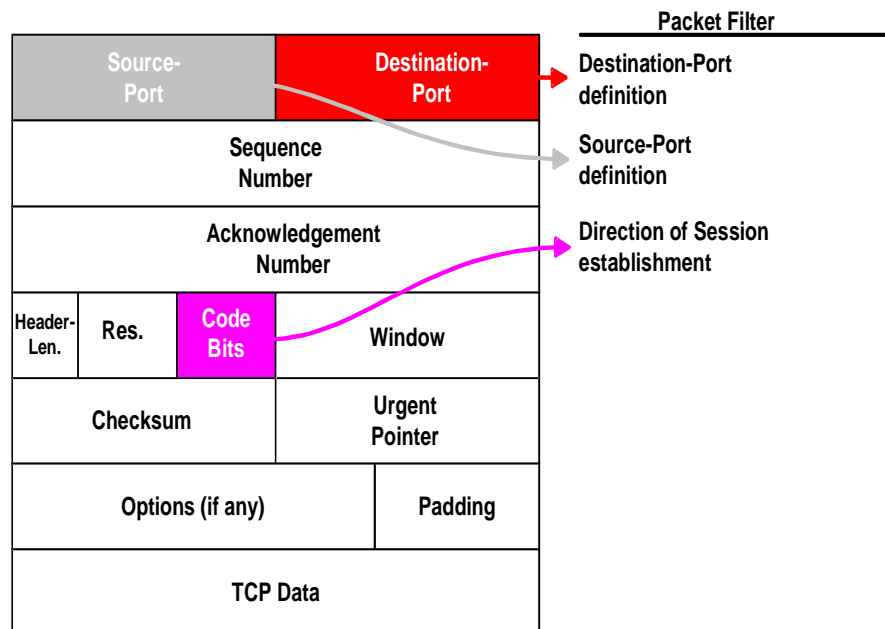 Packet Filter
Source-
Port
Destination-
Port
Destination-Port
definition
Sequence
Number
Source-Port
definition
Acknowledgement
Number
Direction of Session
establishment
Header-
Len.
Res.
Code
Bits
Window
Checksum
Urgent
Pointer
Options (if any)
Padding
TCP Data